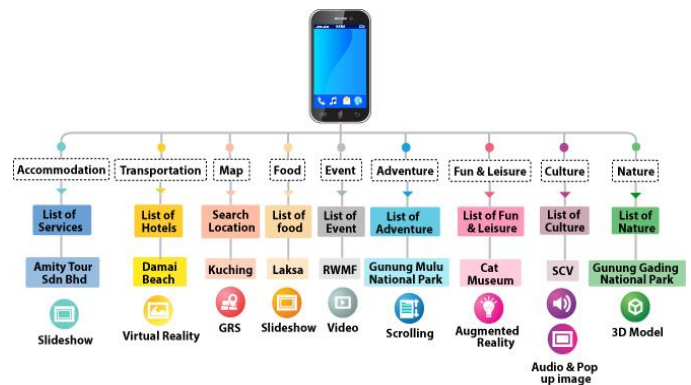 Accommodation
Transportation
Map
Food
Event
Adventure
Fun & Leisure
Culture
Nature
List of
Services
List of
Hotels
Search
Location
List of
food
List of
Event
List of
Adventure
List of Fun
& Leisure
List of
Culture
List of
Nature
Amity Tour
Sdn Bhd
Damai
Beach
Kuching
Laksa
RWMF
Gunung Mulu
National Park
Cat
Museum
SCV
Gunung Gading
National Park
Slideshow
Virtual Reality
GRS
Slideshow
Video
Scrolling
Augmented
Reality
Audio & Pop
up image
3D Model